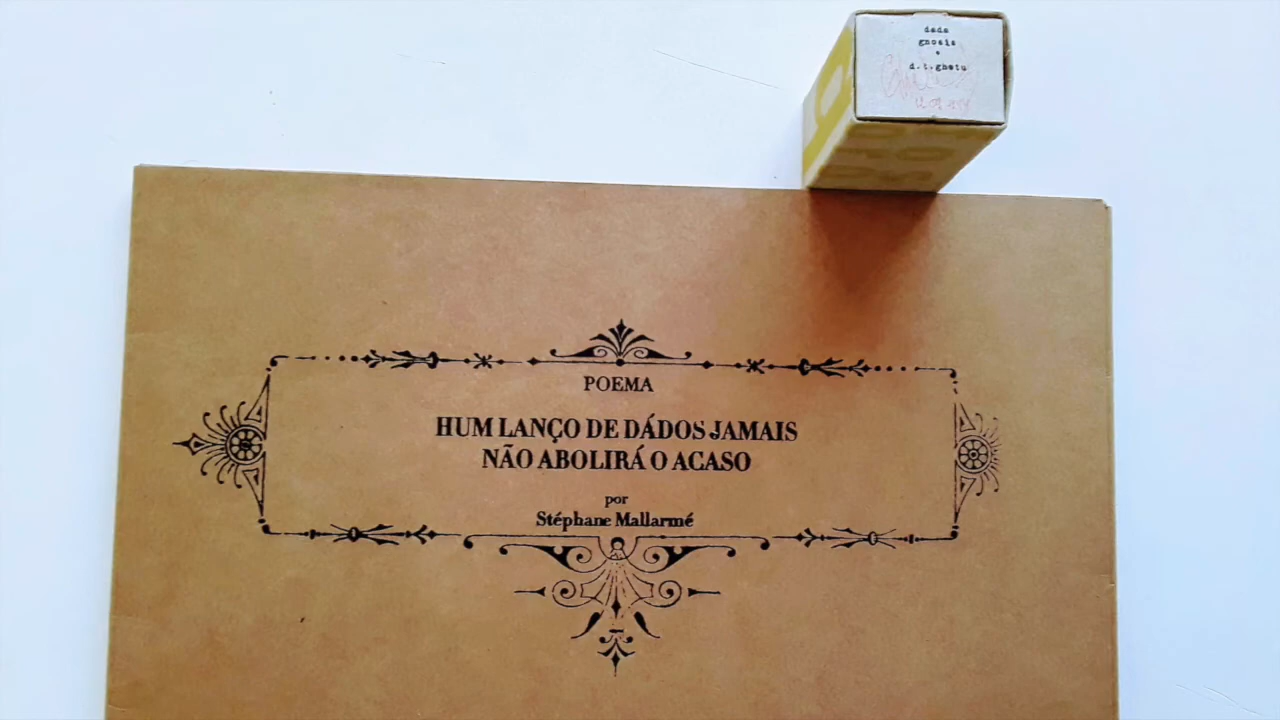 dada
gnosis
d.t.ghetu
POEMA
HUM LANÇO DE DÁDOS JAMAIS
NÃO ABOLIRÁ O ACASO
por
Stéphane Mallarmé